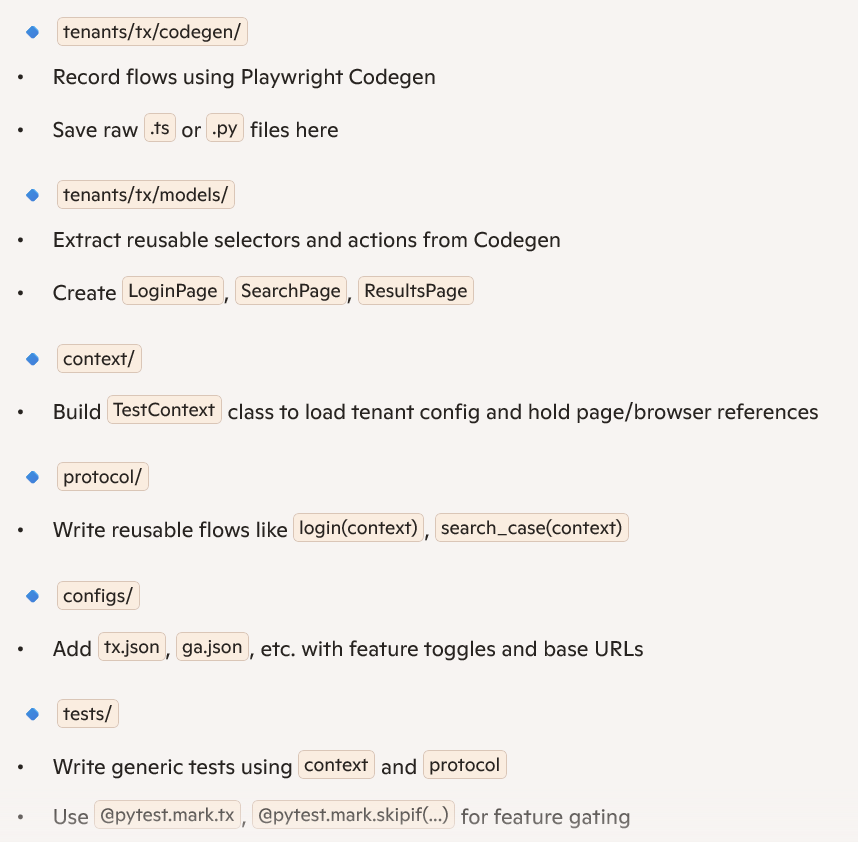 tenants/tx/codegen/
• Record flows using Playwright Codegen
• Save raw .ts or .py files here
tenants/tx/models/
• Extract reusable selectors and actions from Codegen
• Create LoginPage, SearchPage, ResultsPage
context/
• Build TestContext class to load tenant config and hold page/browser references
protocol/
• Write reusable flows like login(context), search_case(context)
configs/
• Add tx.json, ga.json, etc. with feature toggles and base URLs
tests/
• Write generic tests using context and protocol
• Use @pytest.mark.tx, @pytest.mark.skipif(...) for feature gating